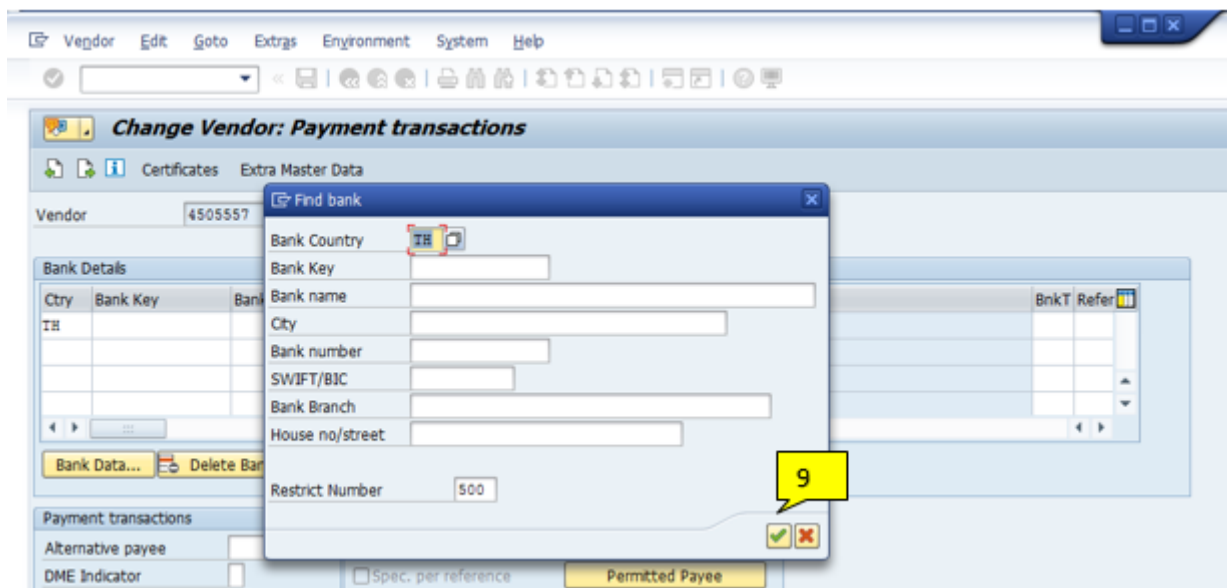 Vendor Edit Goto Extras Environment System Help
Change Vendor: Payment transactions
Certificates Extra Master Data
Find bank
Vendor 4505557
Bank Country TH
Bank Details
Bank Key
Ctry Bank Key Bank
Bank name
BnkT Refer
TH
City
Bank number
SWIFT/BIC
Bank Branch
House no/street
Bank Data... Delete Bar
9
Restrict Number 500
Payment transactions
Alternative payee
DME Indicator
Spec. per reference
Permitted Payee